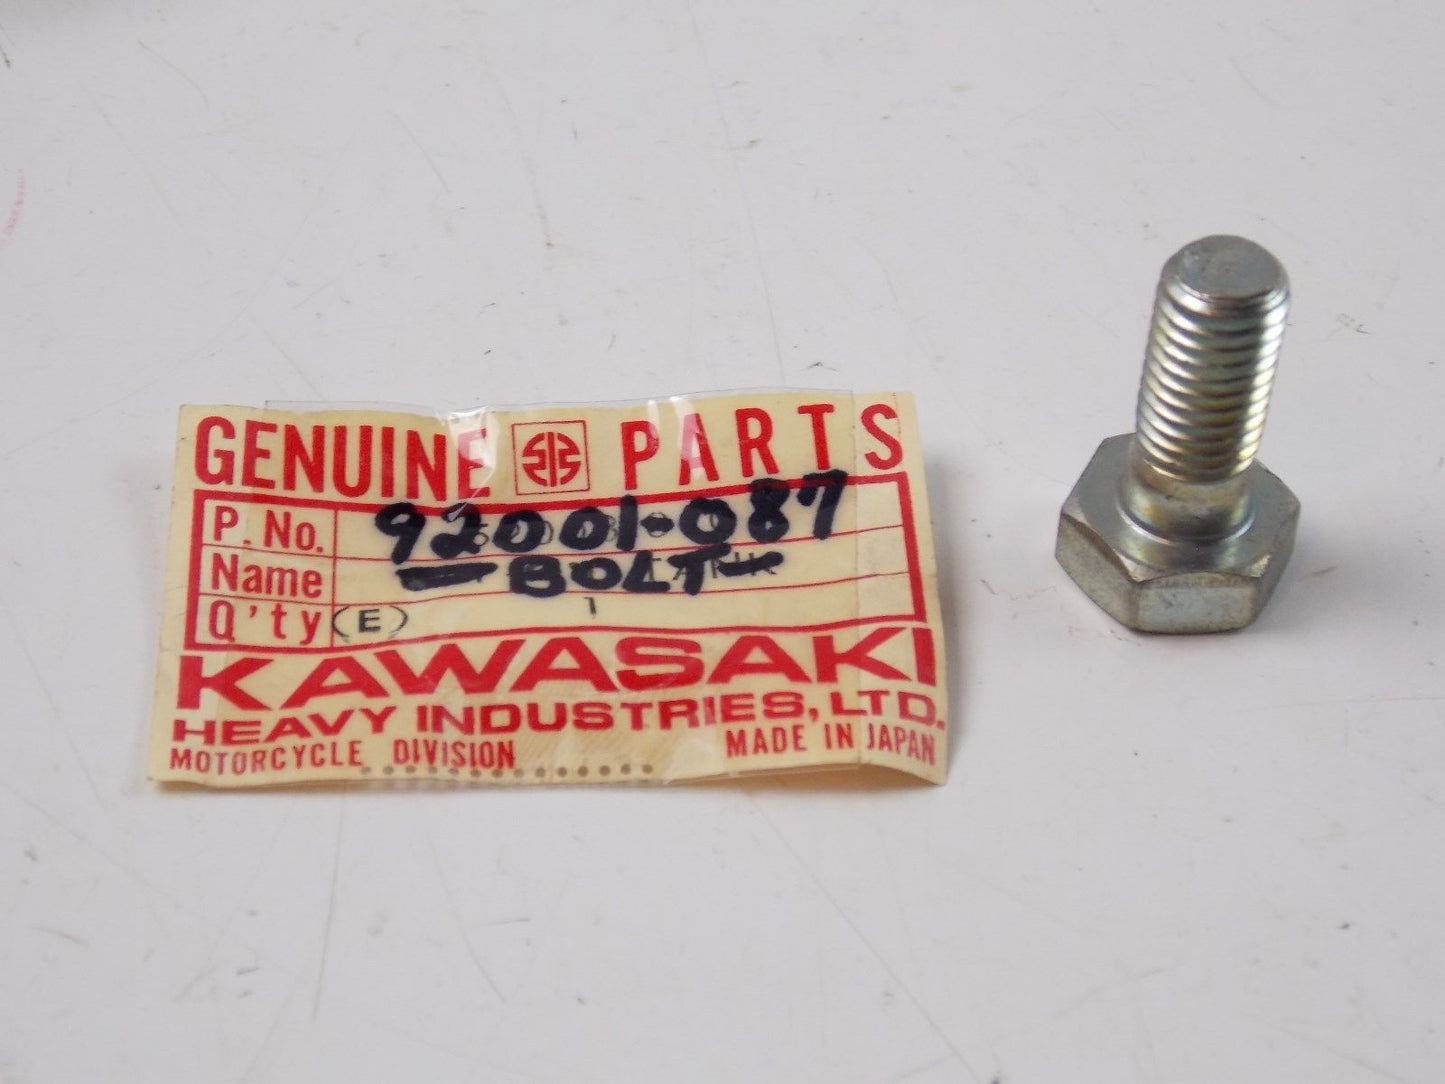 GENUINE PARTS
P. No. 92001-087
Name -BOLT-
Q'ty (E) 1
KAWASAKI
HEAVY INDUSTRIES, LTD.
MOTORCYCLE DIVISION MADE IN JAPAN